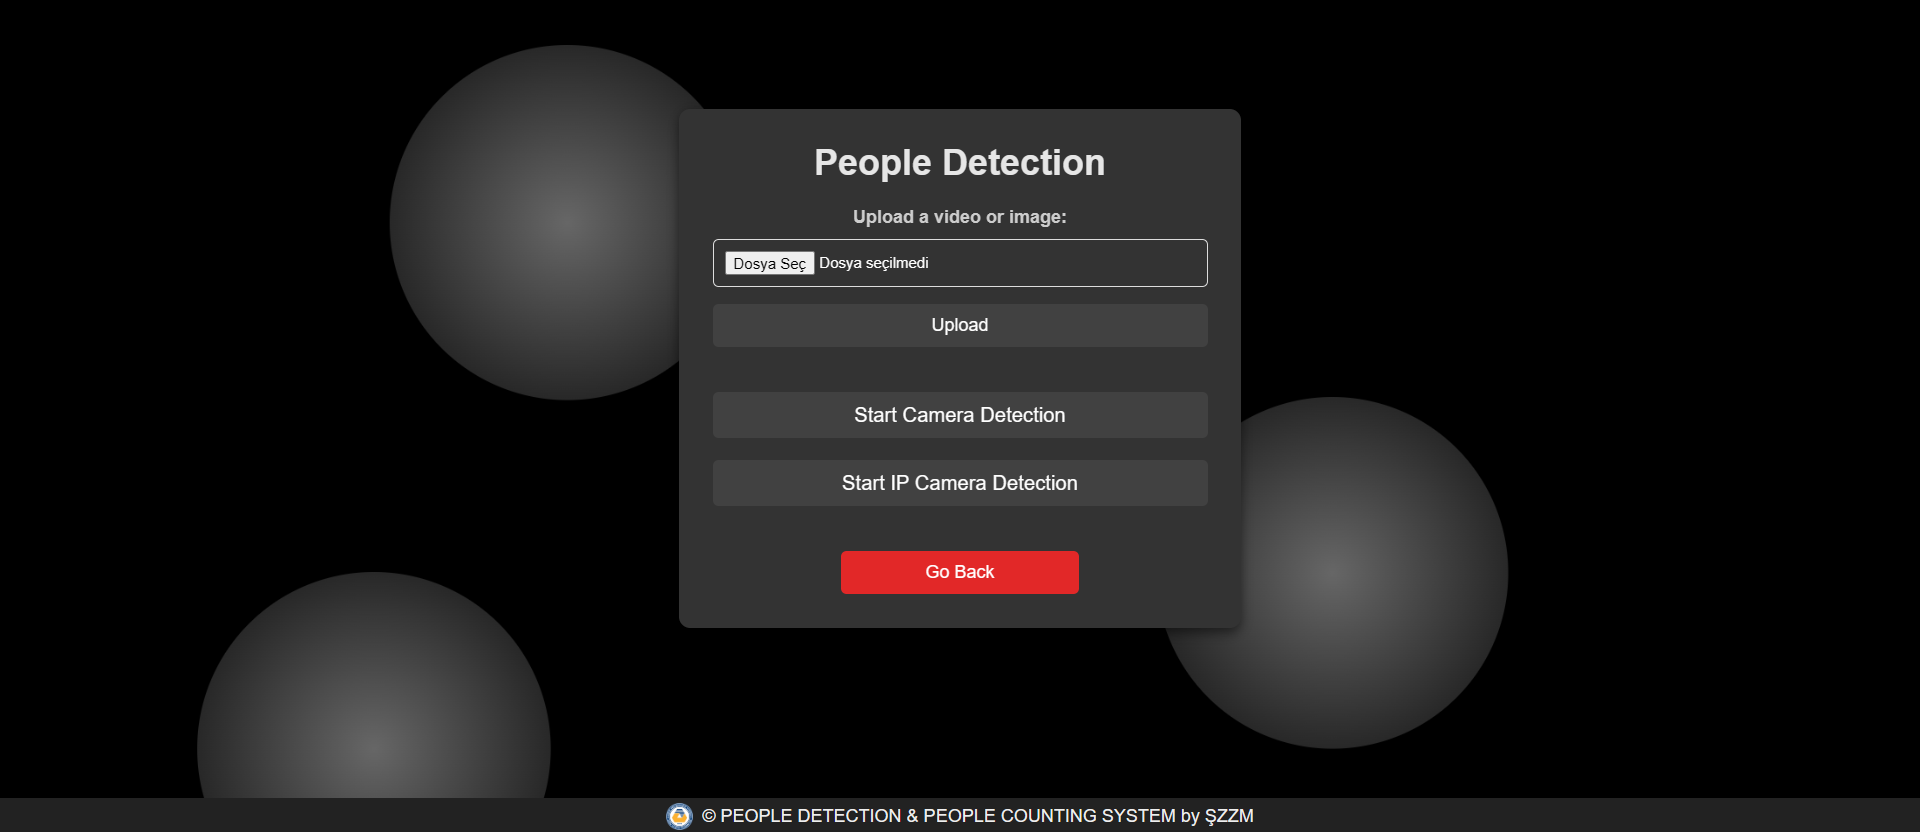 People Detection
Upload a video or image:
Dosya Seç Dosya seçilmedi
Upload
Start Camera Detection
Start IP Camera Detection
Go Back
© PEOPLE DETECTION & PEOPLE COUNTING SYSTEM by ŞZZM